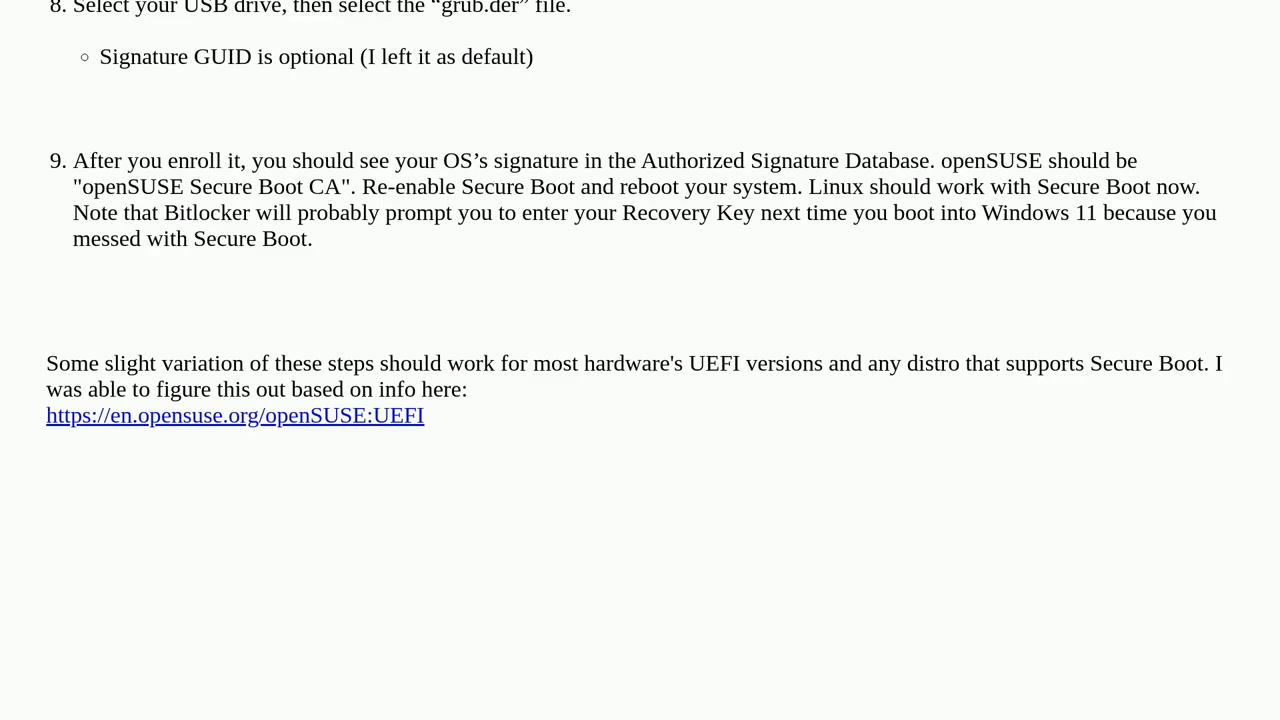 8. Select your USB drive, then select the “grub.der” file.
○ Signature GUID is optional (I left it as default)
9. After you enroll it, you should see your OS’s signature in the Authorized Signature Database. openSUSE should be
"openSUSE Secure Boot CA". Re-enable Secure Boot and reboot your system. Linux should work with Secure Boot now.
Note that Bitlocker will probably prompt you to enter your Recovery Key next time you boot into Windows 11 because you
messed with Secure Boot.
Some slight variation of these steps should work for most hardware's UEFI versions and any distro that supports Secure Boot. I
was able to figure this out based on info here:
https://en.opensuse.org/openSUSE:UEFI